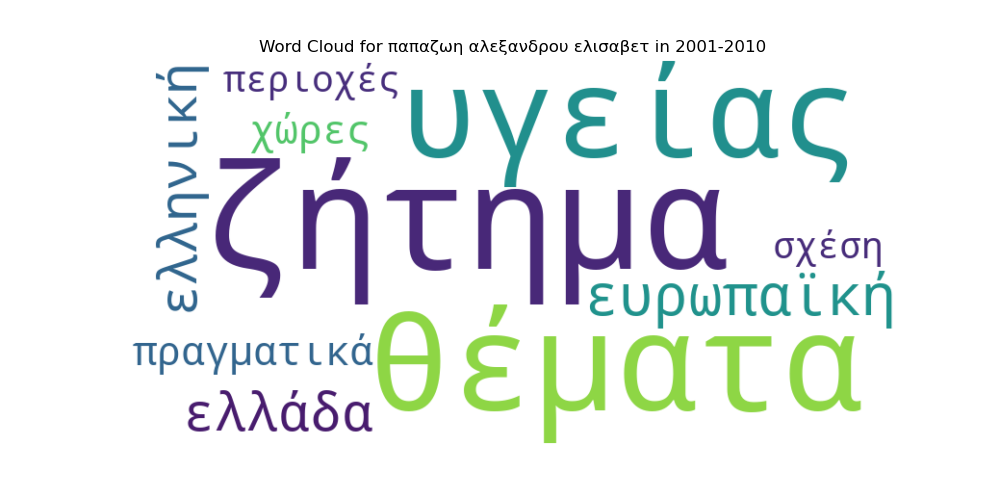 Word Cloud for παπαζωη αλεξανδρου ελισαβετ in 2001-2010
περιοχές
υγείας
χώρες
ελληνική
ζήτημα
σχέση
ευρωπαϊκή
θέματα
πραγματικά
ελλάδα